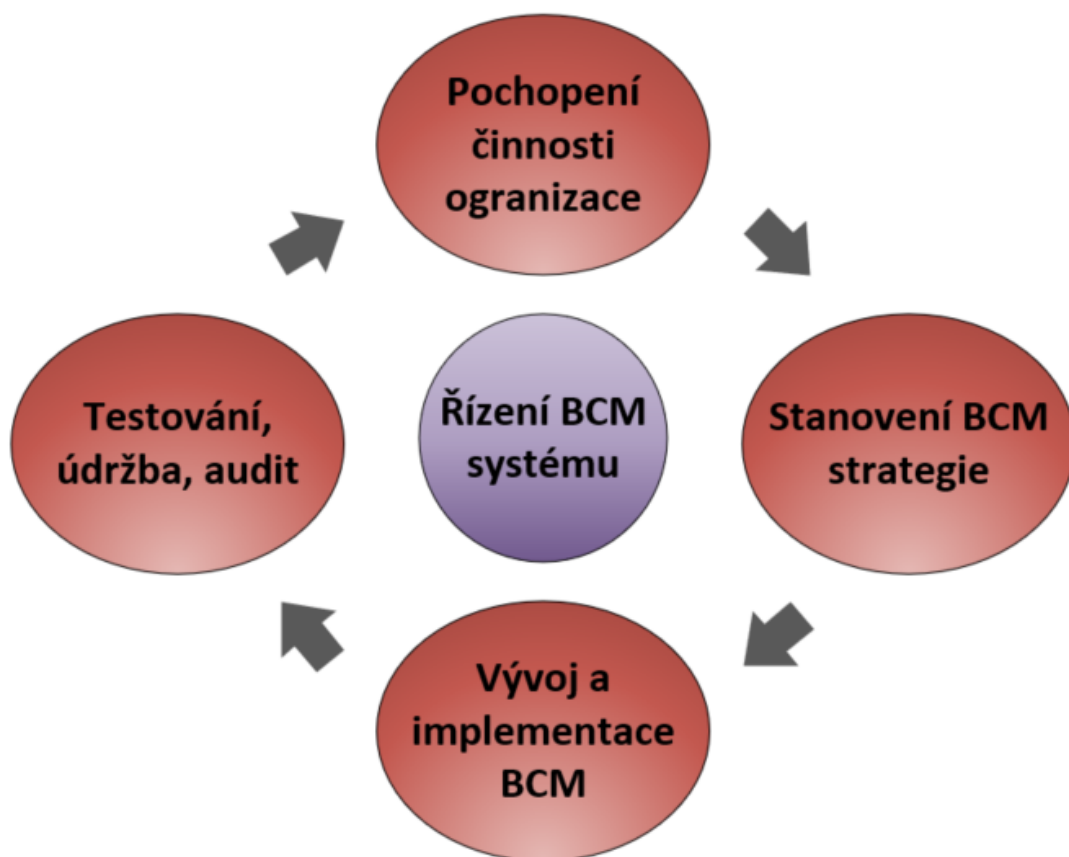 Pochopení
činnosti
ogranizace
Testování,
údržba, audit
Řízení BCM
systému
Stanovení BCM
strategie
Vývoj a
implementace
BCM